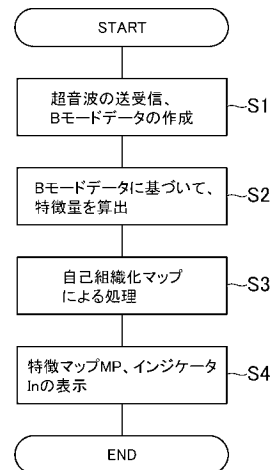 START
超音波の送受信、
Bモードデータの作成
S1
Bモードデータに基づいて、
特徴量を算出
S2
自己組織化マップ
による処理
S3
特徴マップMP、インジケータ
Inの表示
S4
END